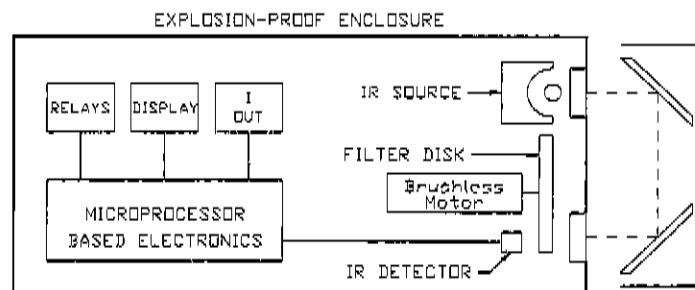 EXPLOSION-PROOF ENCLOSURE
RELAYS
DISPLAY
I
OUT
IR SOURCE
FILTER DISK
Brushless
Motor
MICROPROCESSOR
BASED ELECTRONICS
IR DETECTOR